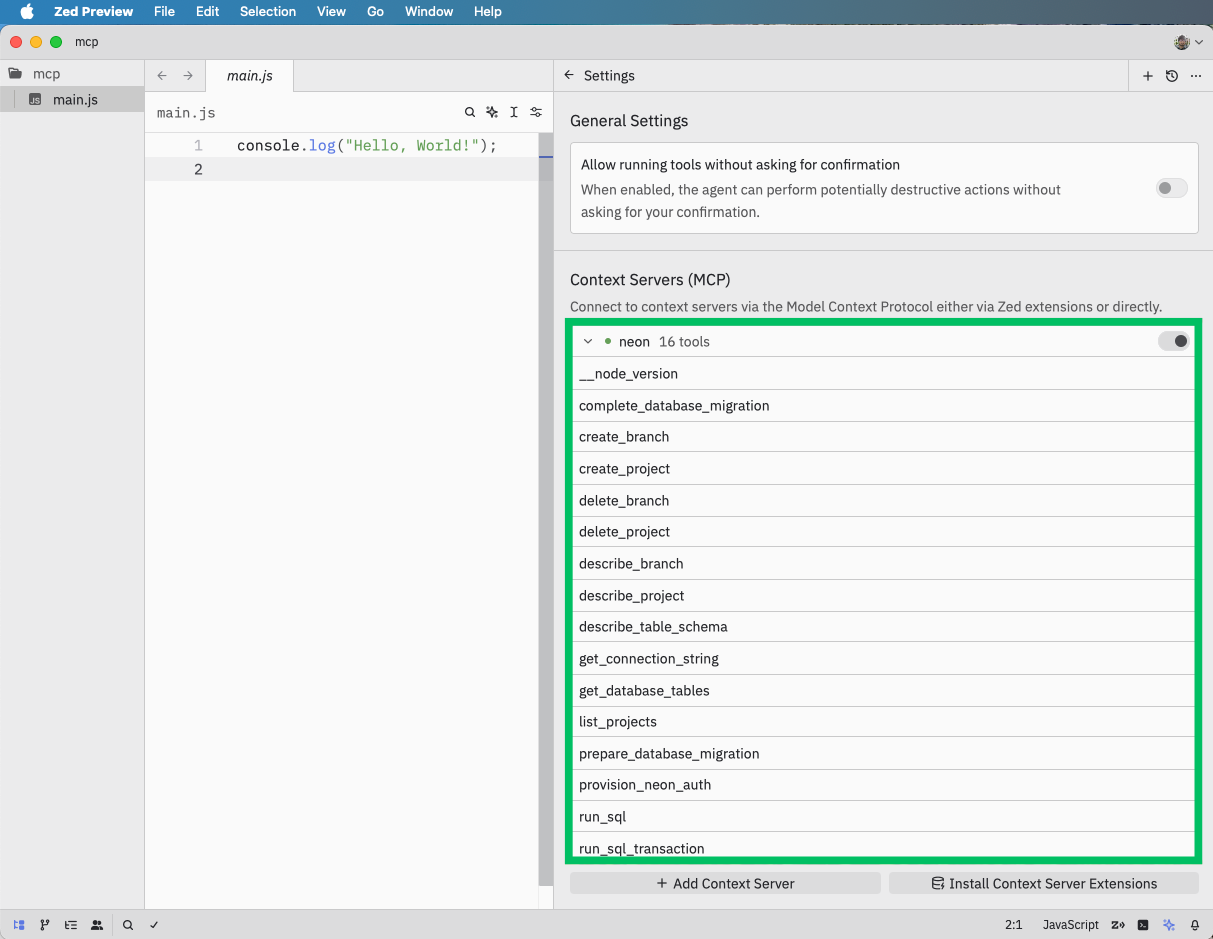 Zed Preview File Edit Selection View Go Window Help
mcp
mcp
main.js
main.js
main.js
1 console.log("Hello, World!");
2
Settings
General Settings
Allow running tools without asking for confirmation
When enabled, the agent can perform potentially destructive actions without
asking for your confirmation.
Context Servers (MCP)
Connect to context servers via the Model Context Protocol either via Zed extensions or directly.
neon 16 tools
__node_version
complete_database_migration
create_branch
create_project
delete_branch
delete_project
describe_branch
describe_project
describe_table_schema
get_connection_string
get_database_tables
list_projects
prepare_database_migration
provision_neon_auth
run_sql
run_sql_transaction
+ Add Context Server
Install Context Server Extensions
2:1 JavaScript